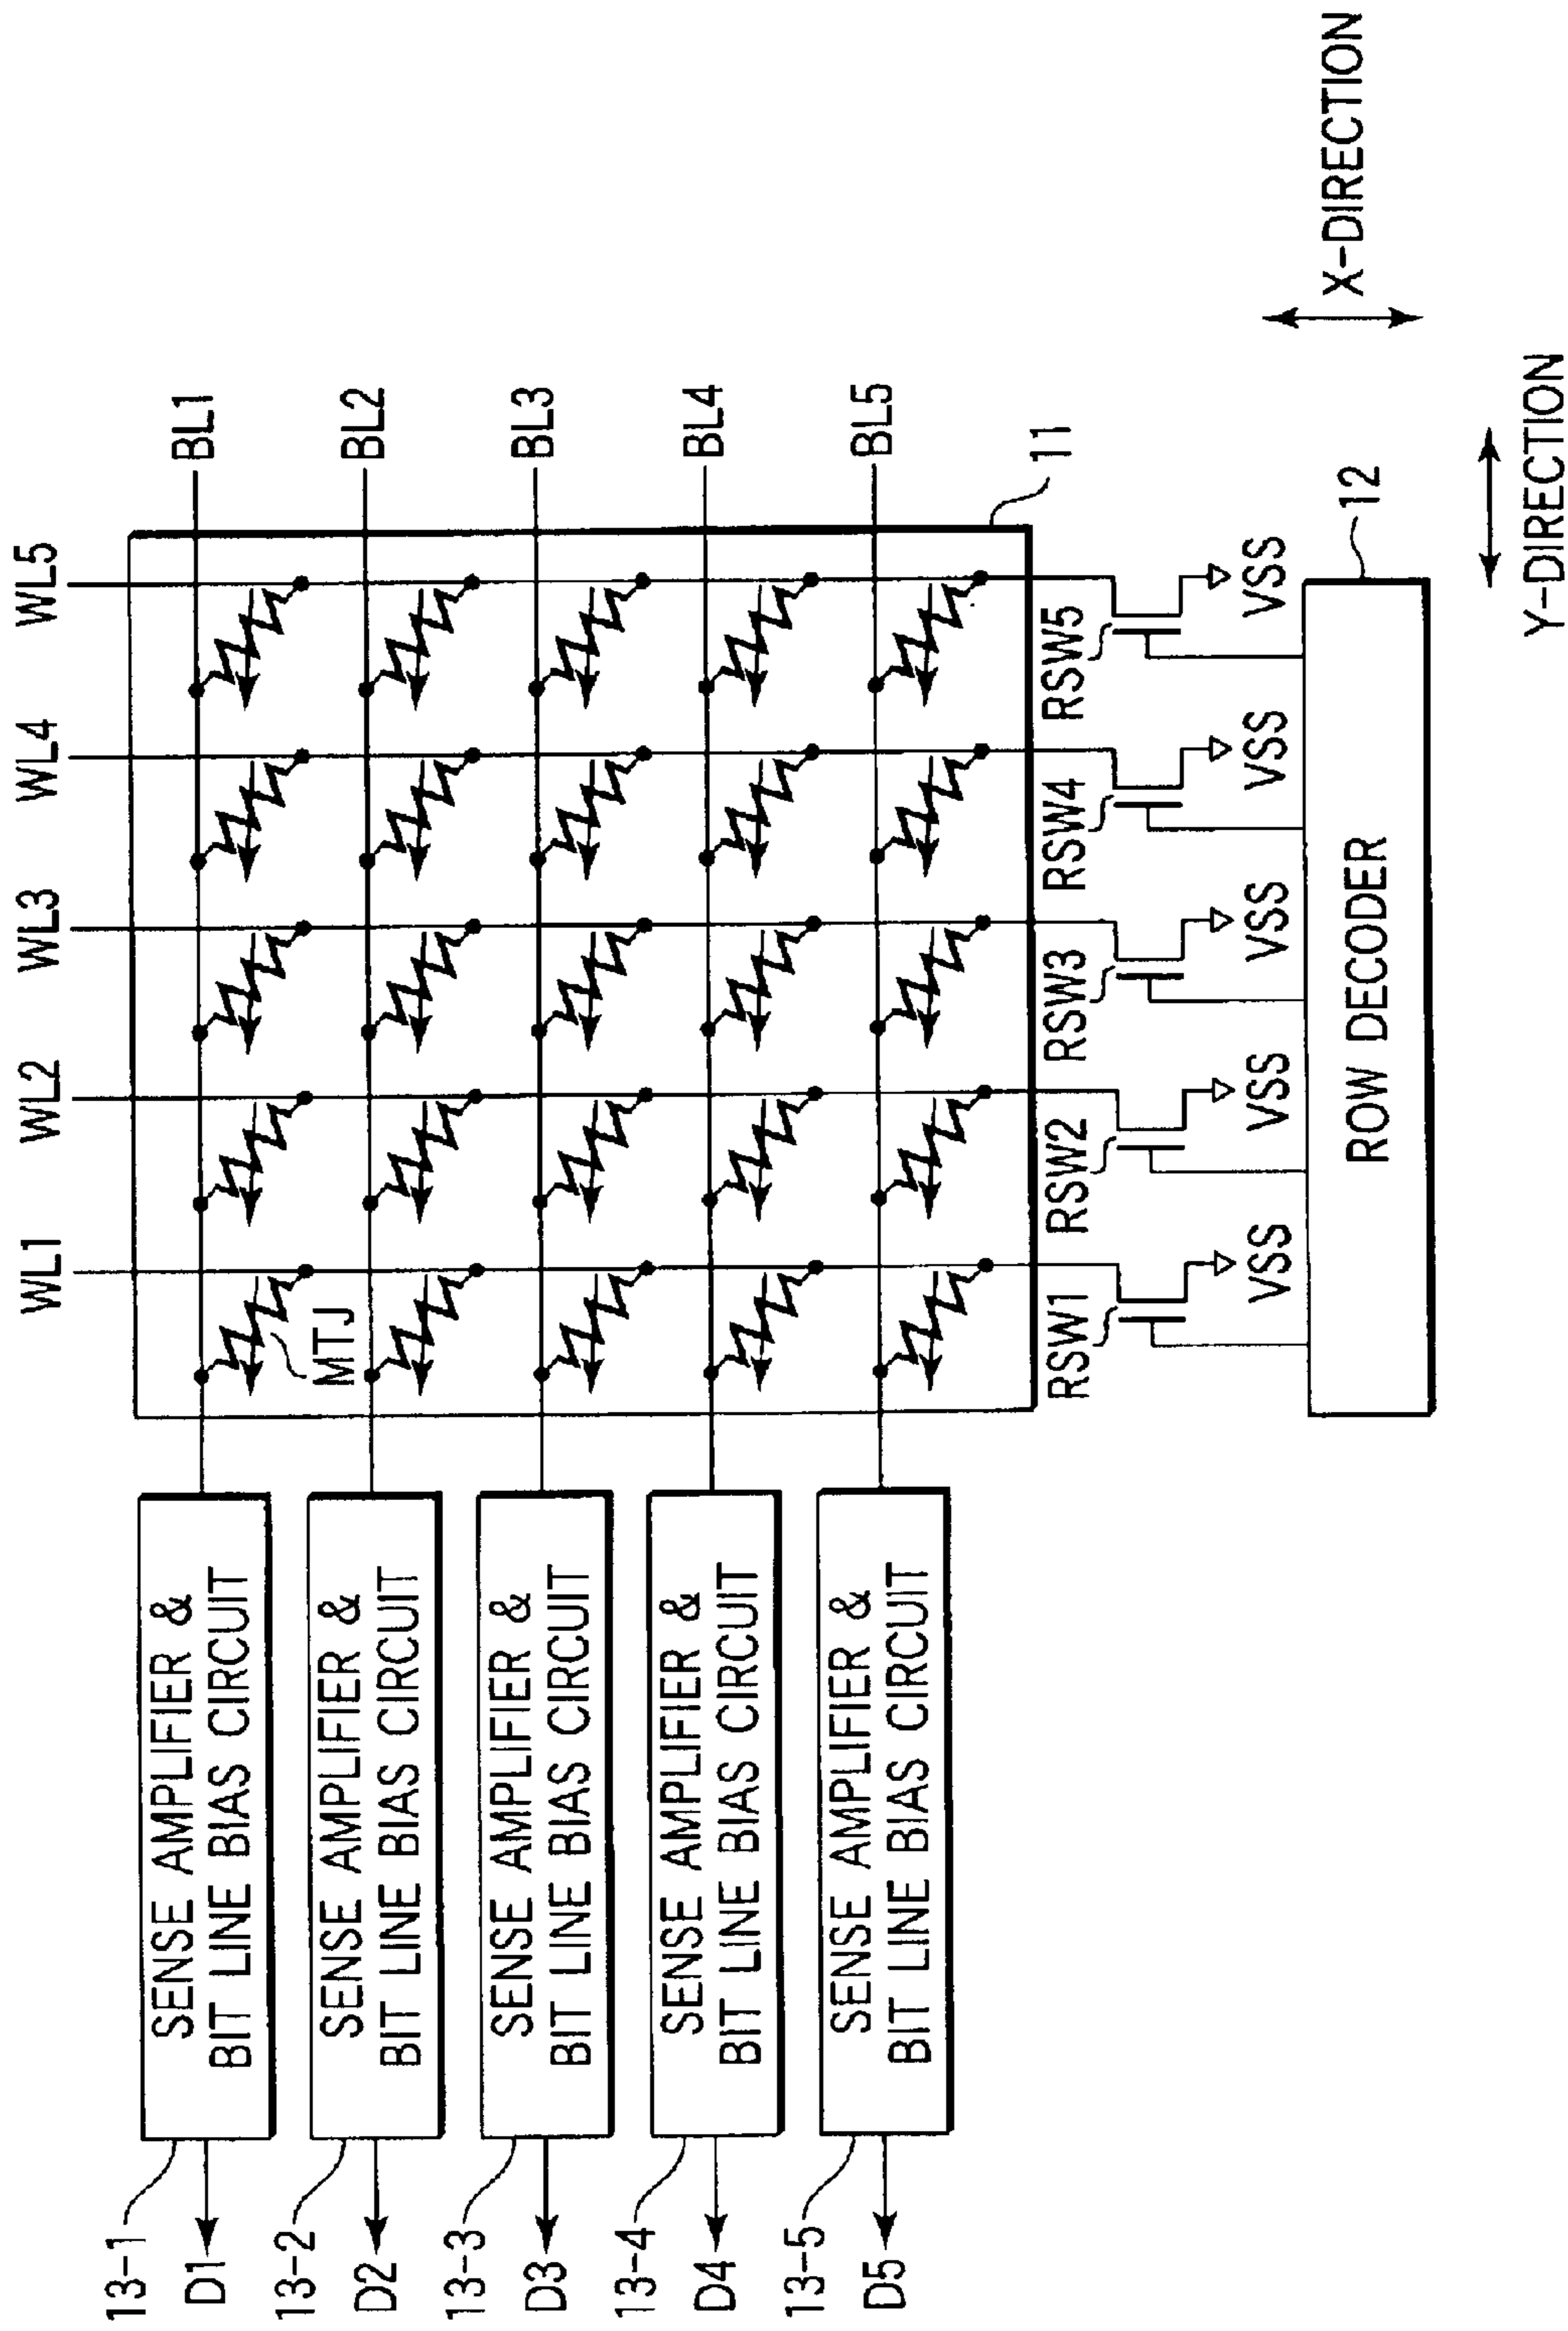 WL1
WL2
WL3
WL4
WL5
BL1
BL2
BL3
BL4
BL5
MTJ
11
13-1
D1
SENSE AMPLIFIER &
BIT LINE BIAS CIRCUIT
13-2
D2
SENSE AMPLIFIER &
BIT LINE BIAS CIRCUIT
13-3
D3
SENSE AMPLIFIER &
BIT LINE BIAS CIRCUIT
13-4
D4
SENSE AMPLIFIER &
BIT LINE BIAS CIRCUIT
13-5
D5
SENSE AMPLIFIER &
BIT LINE BIAS CIRCUIT
RSW1
RSW2
RSW3
RSW4
RSW5
VSS
VSS
VSS
VSS
VSS
12
ROW DECODER
X-DIRECTION
Y-DIRECTION